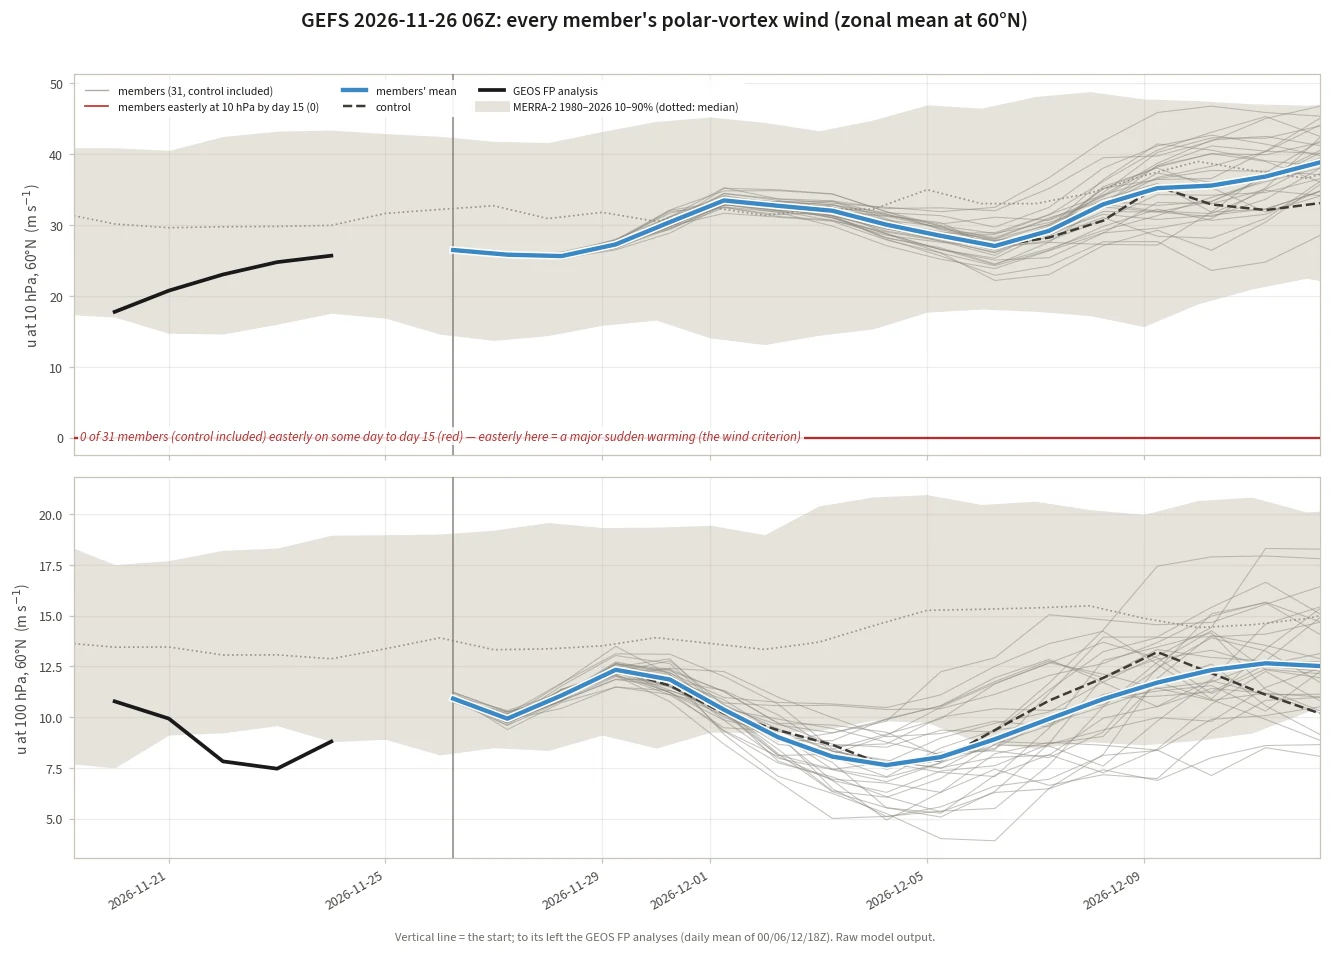 GEFS 2026-11-26 06Z: every member's polar-vortex wind (zonal mean at 60°N)
members (31, control included)
members easterly at 10 hPa by day 15 (0)
members' mean
control
GEOS FP analysis
MERRA-2 1980–2026 10–90% (dotted: median)
u at 10 hPa, 60°N (m s⁻¹)
50
40
30
20
10
0
0 of 31 members (control included) easterly on some day to day 15 (red) — easterly here = a major sudden warming (the wind criterion)
u at 100 hPa, 60°N (m s⁻¹)
20.0
17.5
15.0
12.5
10.0
7.5
5.0
2026-11-21
2026-11-25
2026-11-29
2026-12-01
2026-12-05
2026-12-09
Vertical line = the start; to its left the GEOS FP analyses (daily mean of 00/06/12/18Z). Raw model output.